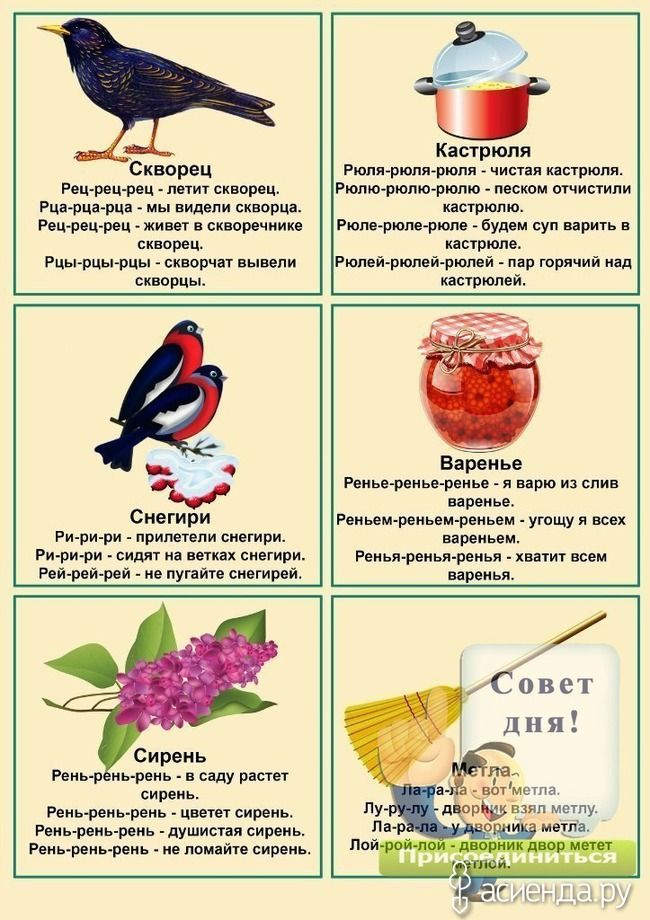 Скворец
Рец-рец-рец - летит скворец.
Рца-рца-рца - мы видели скворца.
Рец-рец-рец - живет в скворечнике
скворец.
Рцы-рцы-рцы - скворчат вывели
скворцы.
Кастрюля
Рюля-рюля-рюля - чистая кастрюля.
Рюлю-рюлю-рюлю - песком отчистили
кастрюлю.
Рюле-рюле-рюле - будем суп варить в
кастрюле.
Рюлей-рюлей-рюлей - пар горячий над
кастрюлей.
Снегири
Ри-ри-ри - прилетели снегири.
Ри-ри-ри - сидят на ветках снегири.
Рей-рей-рей - не пугайте снегирей.
Варенье
Ренье-ренье-ренье - я варю из слив
варенье.
Реньем-реньем-реньем - угощу я всех
вареньем.
Ренья-ренья-ренья - хватит всем
варенья.
Сирень
Рень-рень-рень - в саду растет
сирень.
Рень-рень-рень - цветет сирень.
Рень-рень-рень - душистая сирень.
Рень-рень-рень - не ломайте сирень.
Совет
дня!
Метла
Ла-ра-ла - вот метла.
Лу-ру-лу - дворник взял метлу.
Ла-ра-ла - у дворника метла.
Лой-рой-лой - дворник двор метет
метлой.
Присоединиться
асиенда.ру